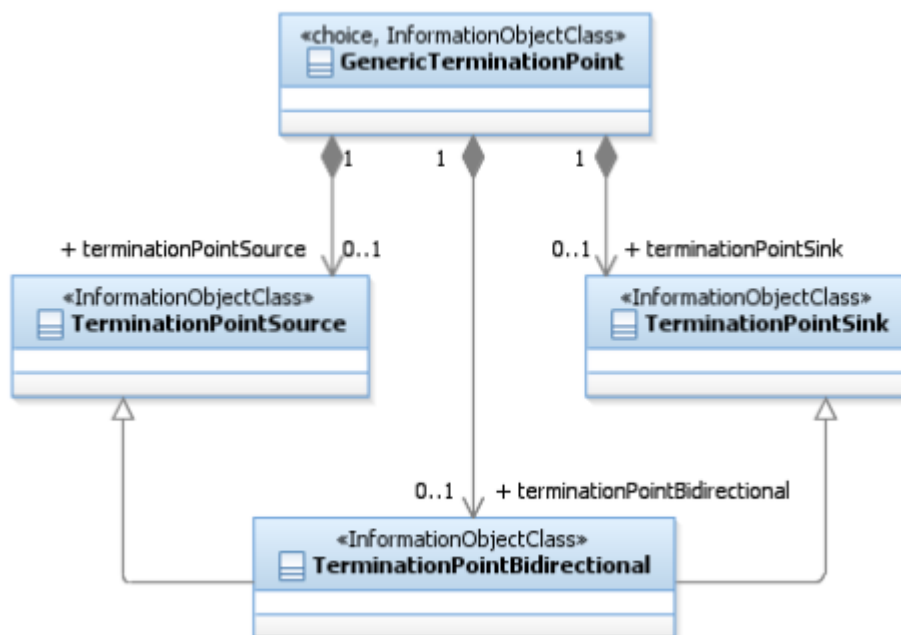 «choice, InformationObjectClass»
GenericTerminationPoint
1
1
1
+ terminationPointSource
0..1
0..1
+ terminationPointSink
«InformationObjectClass»
TerminationPointSource
«InformationObjectClass»
TerminationPointSink
0..1
+ terminationPointBidirectional
«InformationObjectClass»
TerminationPointBidirectional